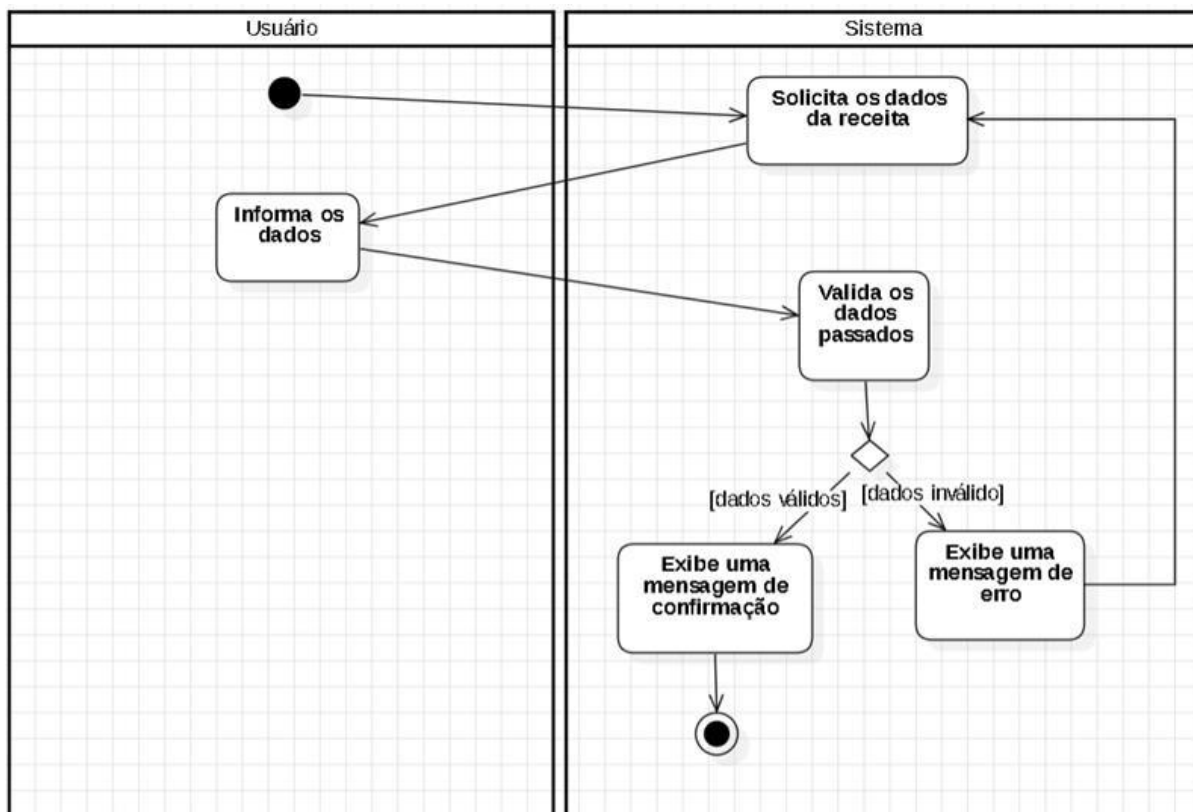 Usuário
Sistema
Solicita os dados
da receita
Informa os
dados
Valida os
dados
passados
[dados válidos]
[dados inválido]
Exibe uma
mensagem de
confirmação
Exibe uma
mensagem de
erro